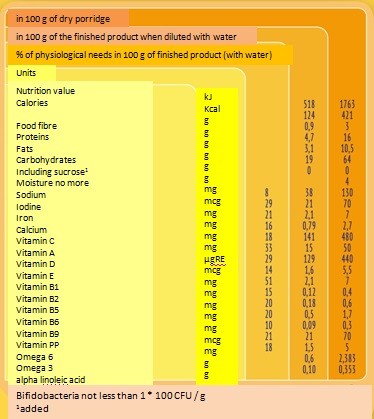 in 100 g of dry porridge
in 100 g of the finished product when diluted with water
% of physiological needs in 100 g of finished product (with water)
Units
Nutrition value
Calories
Food fibre
Proteins
Fats
Carbohydrates
Including sucrose¹
Moisture no more
Sodium
Iodine
Iron
Calcium
Vitamin C
Vitamin A
Vitamin D
Vitamin E
Vitamin B1
Vitamin B2
Vitamin B5
Vitamin B6
Vitamin B9
Vitamin PP
Omega 6
Omega 3
alpha linoleic acid
kJ
Kcal
g
g
g
g
g
g
mg
mcg
mg
mg
mg
mg
µgRE
mcg
mg
mg
mg
mg
mg
mcg
mg
g
g
8
29
21
16
18
33
29
14
51
15
20
20
10
21
18
518
124
0,9
4,7
3,1
19
0
38
21
2,1
0,79
141
15
129
1,6
2,1
0,12
0,18
0,5
0,09
21
1,5
0,6
0,10
1763
421
3
16
10,5
64
0
4
130
70
7
2,7
480
50
440
5,5
7
0,4
0,6
1,7
0,3
70
5
2,383
0,353
Bifidobacteria not less than 1 * 100 CFU / g
¹added